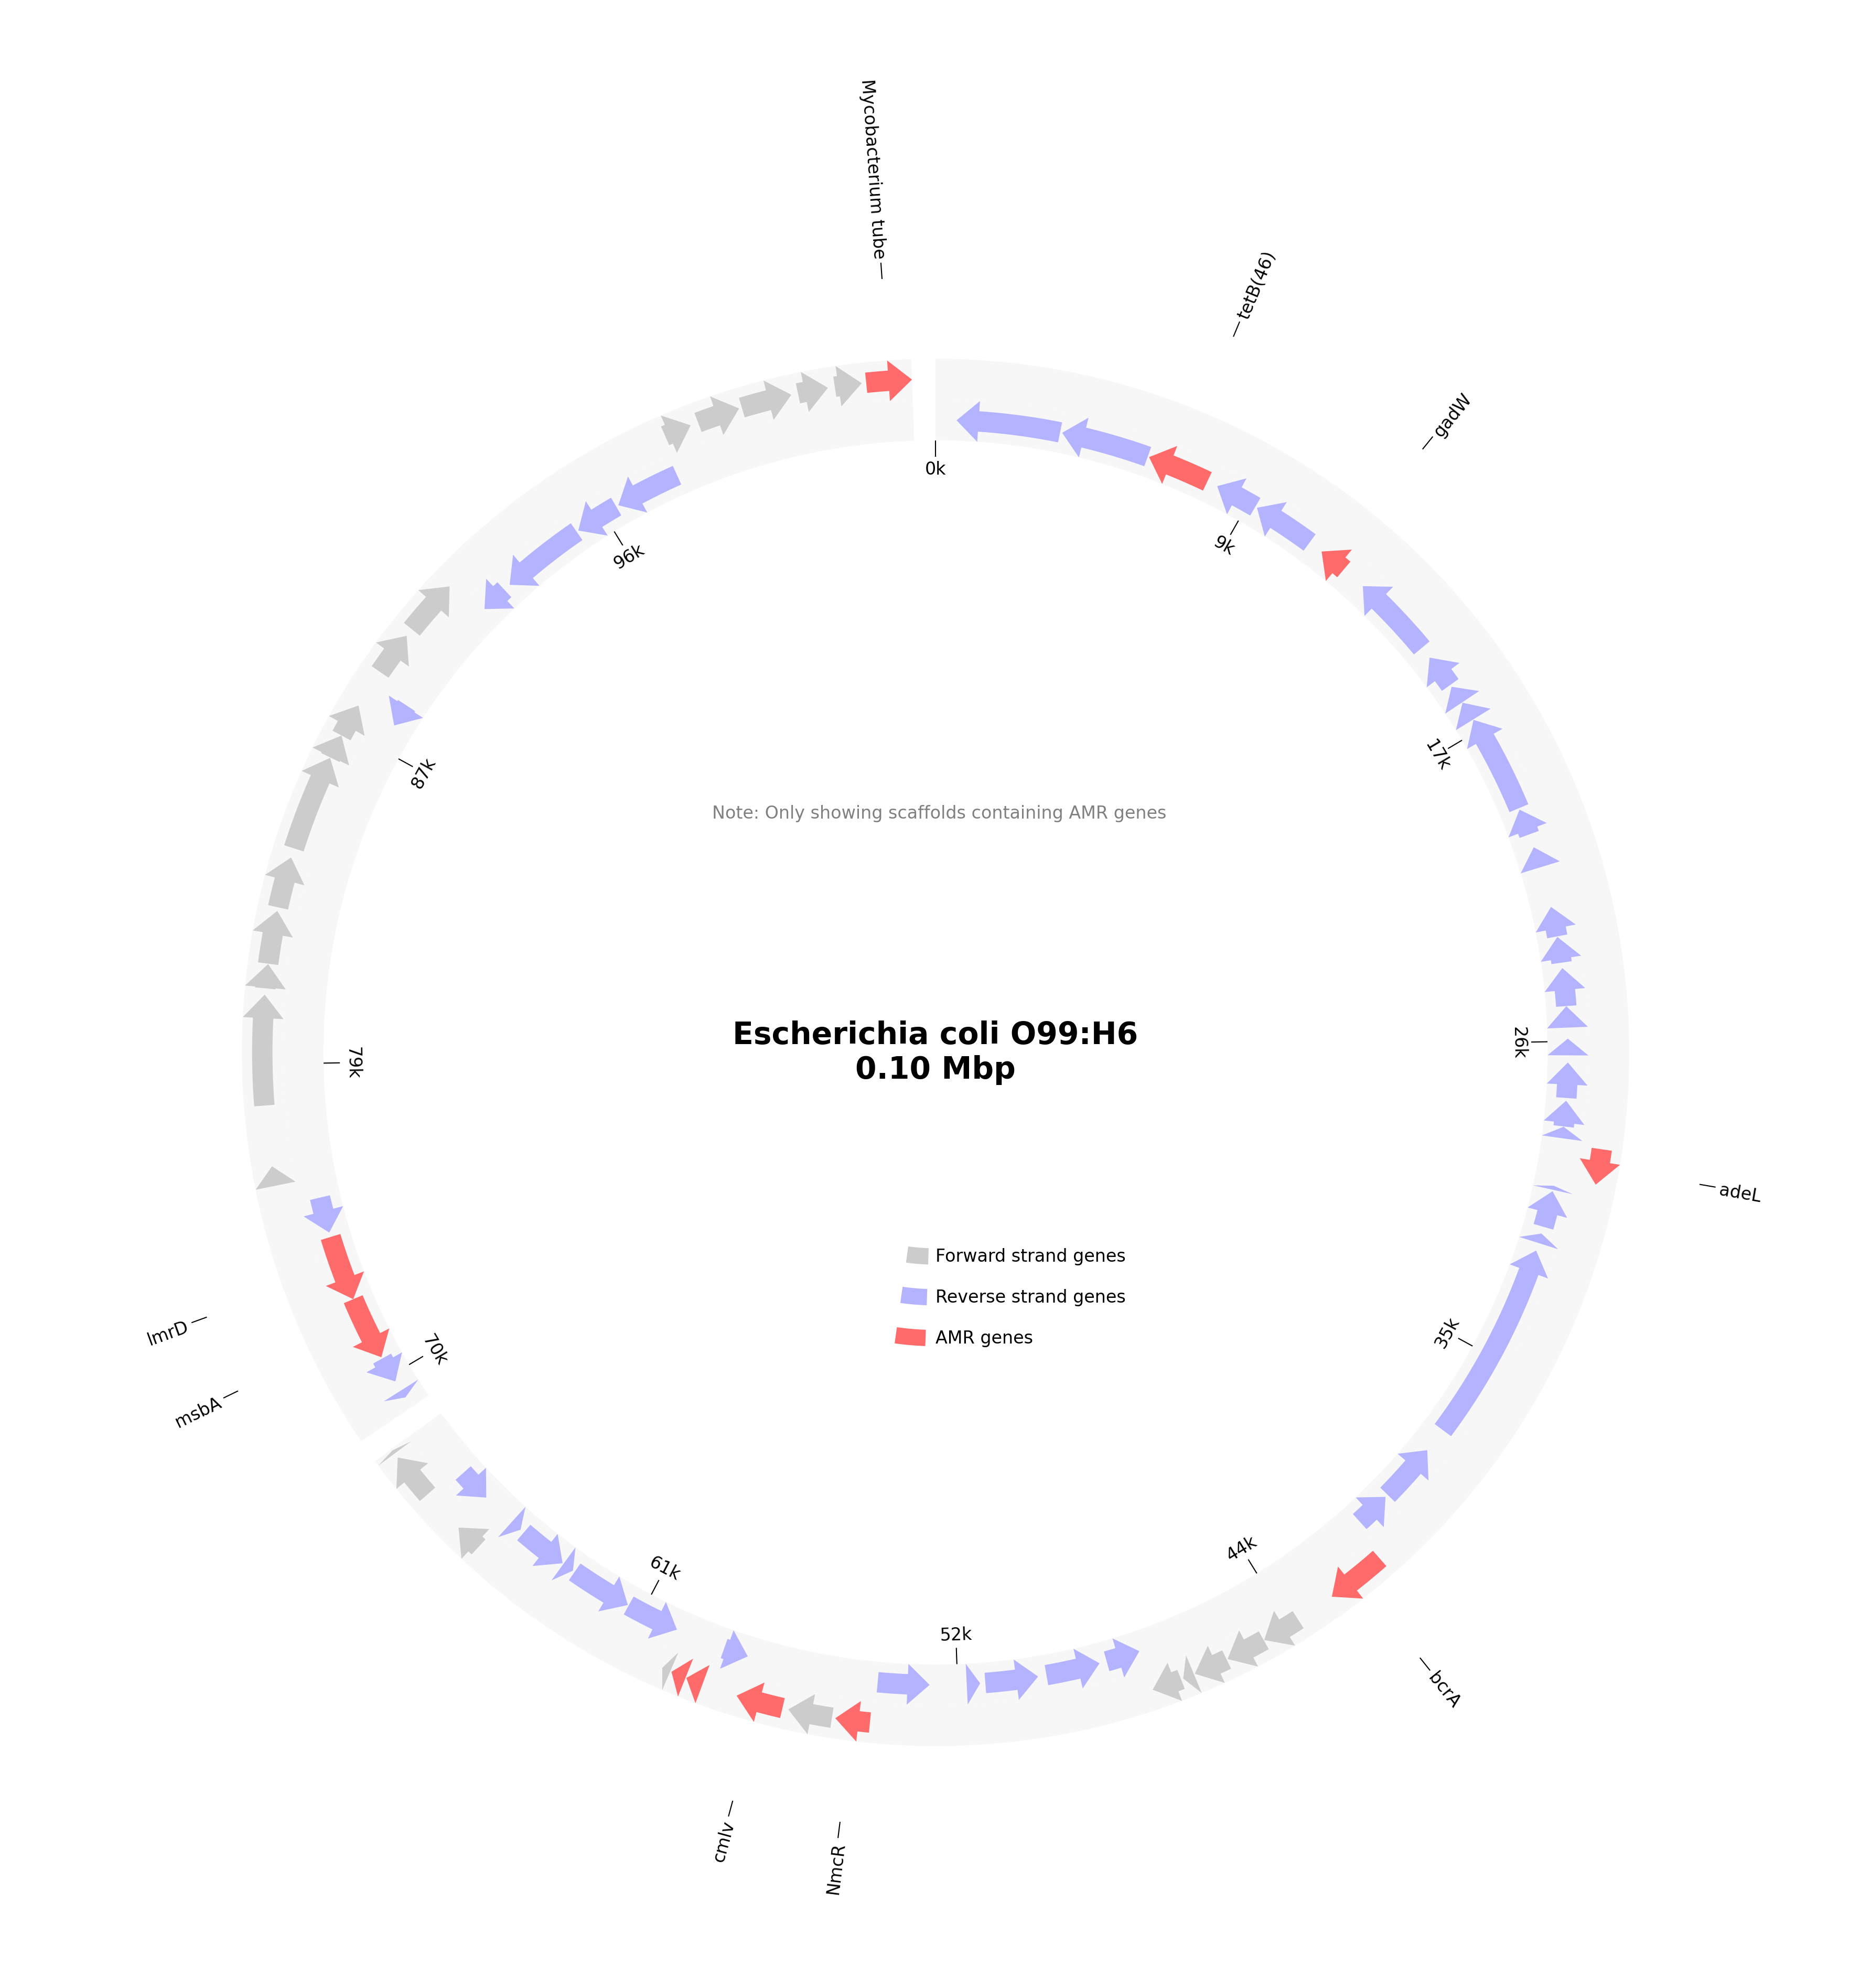 Mycobacterium tube
tetB(46)
gadW
0k
9k
96k
17k
87k
Note: Only showing scaffolds containing AMR genes
Escherichia coli O99:H6
0.10 Mbp
26k
79k
adeL
Forward strand genes
Reverse strand genes
AMR genes
lmrD
70k
35k
msbA
61k
44k
52k
bcrA
cmlv
NmcR